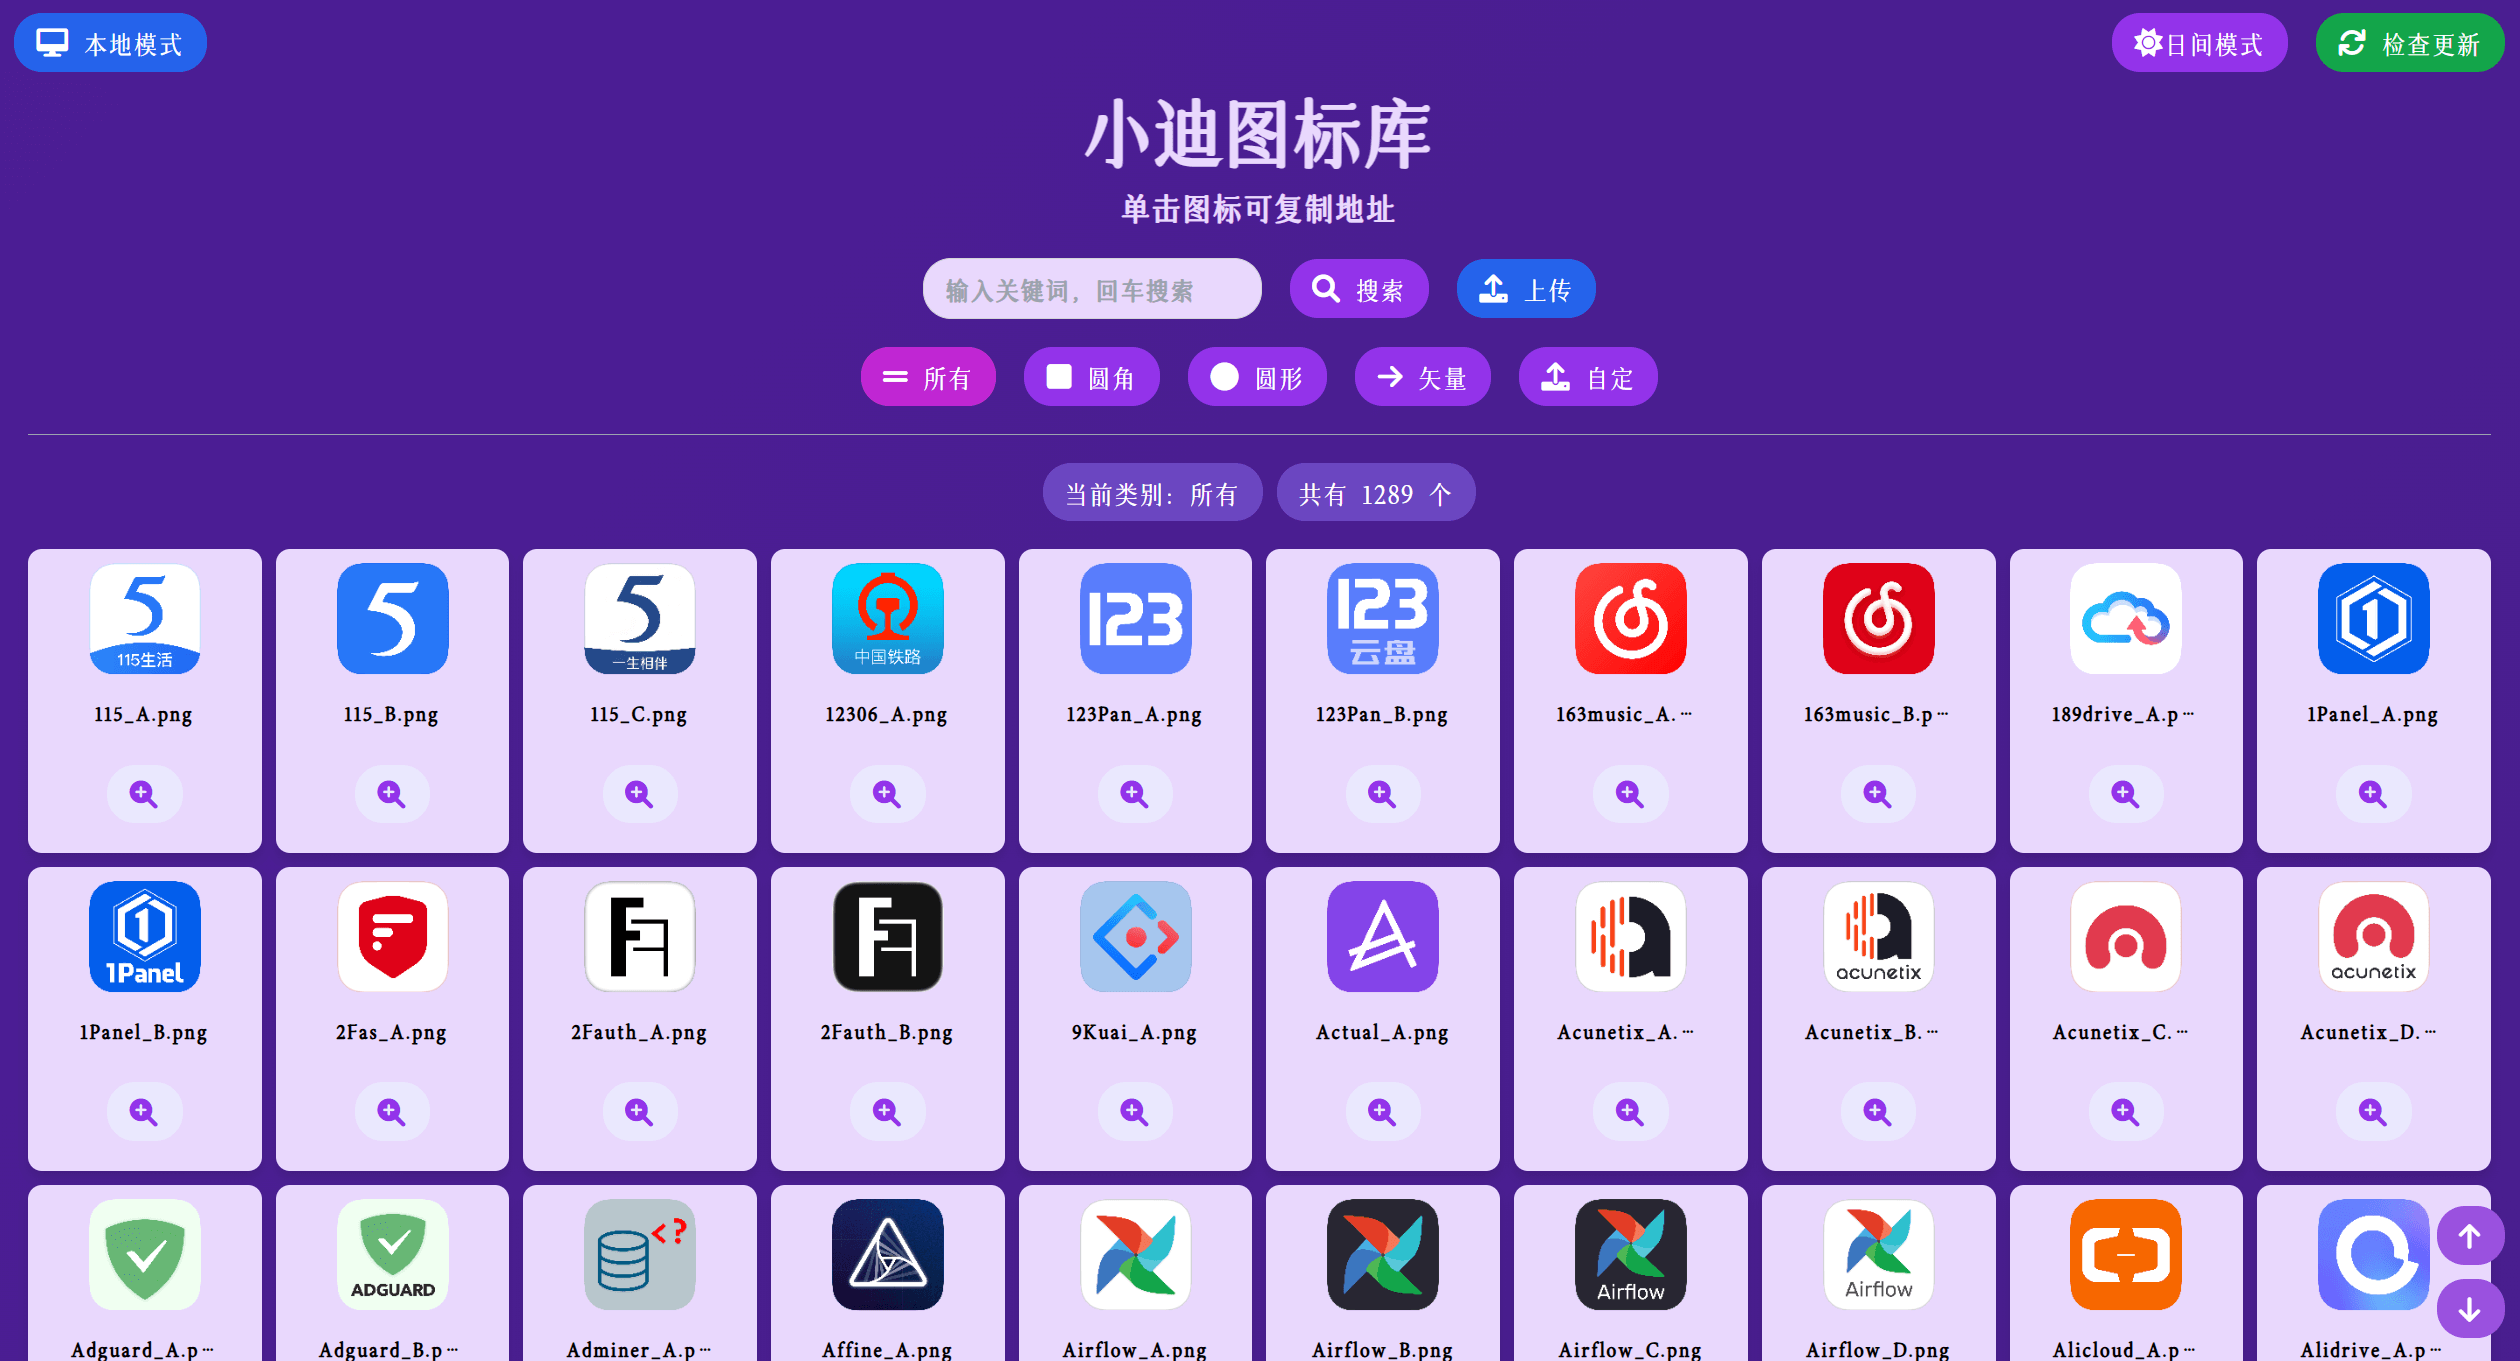 本地模式
日间模式
检查更新
小迪图标库
单击图标可复制地址
输入关键词，回车搜索
搜索
上传
所有
圆角
圆形
矢量
自定
当前类别：所有
共有 1289 个
115生活
一生相伴
中国铁路
123
123
云盘
115_A.png
115_B.png
115_C.png
12306_A.png
123Pan_A.png
123Pan_B.png
163music_A.…
163music_B.p…
189drive_A.p…
1Panel_A.png
1Panel
acunetix
acunetix
1Panel_B.png
2Fas_A.png
2Fauth_A.png
2Fauth_B.png
9Kuai_A.png
Actual_A.png
Acunetix_A.…
Acunetix_B.…
Acunetix_C.…
Acunetix_D.…
ADGUARD
<?
Airflow
Airflow
Adguard_A.p…
Adguard_B.p…
Adminer_A.p…
Affine_A.png
Airflow_A.png
Airflow_B.png
Airflow_C.png
Airflow_D.png
Alicloud_A.p…
Alidrive_A.p…